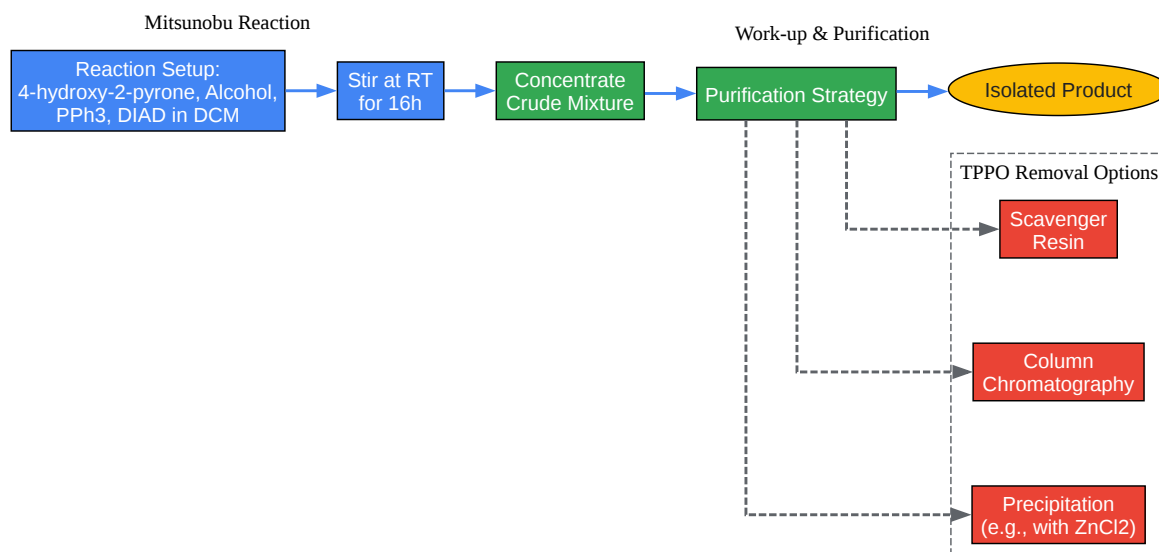 Mitsunobu Reaction
Work-up & Purification
Reaction Setup:
4-hydroxy-2-pyrone, Alcohol,
PPh3, DIAD in DCM
Stir at RT
for 16h
Concentrate
Crude Mixture
Purification Strategy
Isolated Product
TPPO Removal Options
Scavenger
Resin
Column
Chromatography
Precipitation
(e.g., with ZnCl2)